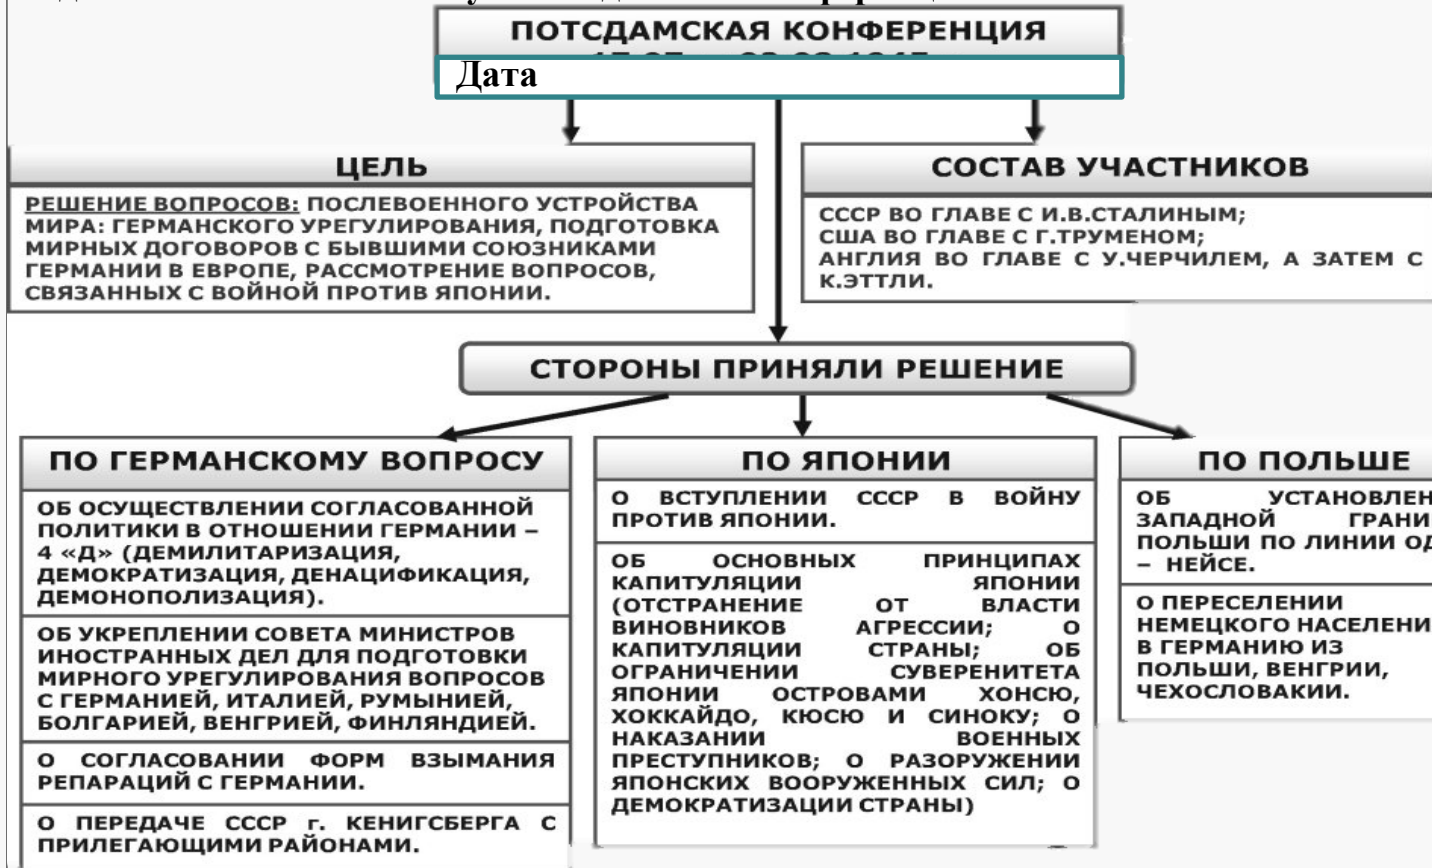 ПОТСДАМСКАЯ КОНФЕРЕНЦИЯ
Дата
ЦЕЛЬ
РЕШЕНИЕ ВОПРОСОВ: ПОСЛЕВОЕННОГО УСТРОЙСТВА
МИРА: ГЕРМАНСКОГО УРЕГУЛИРОВАНИЯ, ПОДГОТОВКА
МИРНЫХ ДОГОВОРОВ С БЫВШИМИ СОЮЗНИКАМИ
ГЕРМАНИИ В ЕВРОПЕ, РАССМОТРЕНИЕ ВОПРОСОВ,
СВЯЗАННЫХ С ВОЙНОЙ ПРОТИВ ЯПОНИИ.
СОСТАВ УЧАСТНИКОВ
СССР ВО ГЛАВЕ С И.В.СТАЛИНЫМ;
США ВО ГЛАВЕ С Г.ТРУМЕНОМ;
АНГЛИЯ ВО ГЛАВЕ С У.ЧЕРЧИЛЕМ, А ЗАТЕМ С
К.ЭТТЛИ.
СТОРОНЫ ПРИНЯЛИ РЕШЕНИЕ
ПО ГЕРМАНСКОМУ ВОПРОСУ
ОБ ОСУЩЕСТВЛЕНИИ СОГЛАСОВАННОЙ
ПОЛИТИКИ В ОТНОШЕНИИ ГЕРМАНИИ –
4 «Д» (ДЕМИЛИТАРИЗАЦИЯ,
ДЕМОКРАТИЗАЦИЯ, ДЕНАЦИФИКАЦИЯ,
ДЕМОНОПОЛИЗАЦИЯ).
ОБ УКРЕПЛЕНИИ СОВЕТА МИНИСТРОВ
ИНОСТРАННЫХ ДЕЛ ДЛЯ ПОДГОТОВКИ
МИРНОГО УРЕГУЛИРОВАНИЯ ВОПРОСОВ
С ГЕРМАНИЕЙ, ИТАЛИЕЙ, РУМЫНИЕЙ,
БОЛГАРИЕЙ, ВЕНГРИЕЙ, ФИНЛЯНДИЕЙ.
О СОГЛАСОВАНИИ ФОРМ ВЗЫМАНИЯ
РЕПАРАЦИЙ С ГЕРМАНИИ.
О ПЕРЕДАЧЕ СССР г. КЕНИГСБЕРГА С
ПРИЛЕГАЮЩИМИ РАЙОНАМИ.
ПО ЯПОНИИ
О ВСТУПЛЕНИИ СССР В ВОЙНУ
ПРОТИВ ЯПОНИИ.
ОБ ОСНОВНЫХ ПРИНЦИПАХ
КАПИТУЛЯЦИИ ЯПОНИИ
(ОТСТРАНЕНИЕ ОТ ВЛАСТИ
ВИНОВНИКОВ АГРЕССИИ; О
КАПИТУЛЯЦИИ СТРАНЫ; ОБ
ОГРАНИЧЕНИИ СУВЕРЕНИТЕТА
ЯПОНИИ ОСТРОВАМИ ХОНСЮ,
ХОККАЙДО, КЮСЮ И СИНОКУ; О
НАКАЗАНИИ ВОЕННЫХ
ПРЕСТУПНИКОВ; О РАЗОРУЖЕНИИ
ЯПОНСКИХ ВООРУЖЕННЫХ СИЛ; О
ДЕМОКРАТИЗАЦИИ СТРАНЫ)
ПО ПОЛЬШЕ
ОБ УСТАНОВЛЕН
ЗАПАДНОЙ ГРАНИ
ПОЛЬШИ ПО ЛИНИИ ОД
– НЕЙСЕ.
О ПЕРЕСЕЛЕНИИ
НЕМЕЦКОГО НАСЕЛЕНИ
В ГЕРМАНИЮ ИЗ
ПОЛЬШИ, ВЕНГРИИ,
ЧЕХОСЛОВАКИИ.